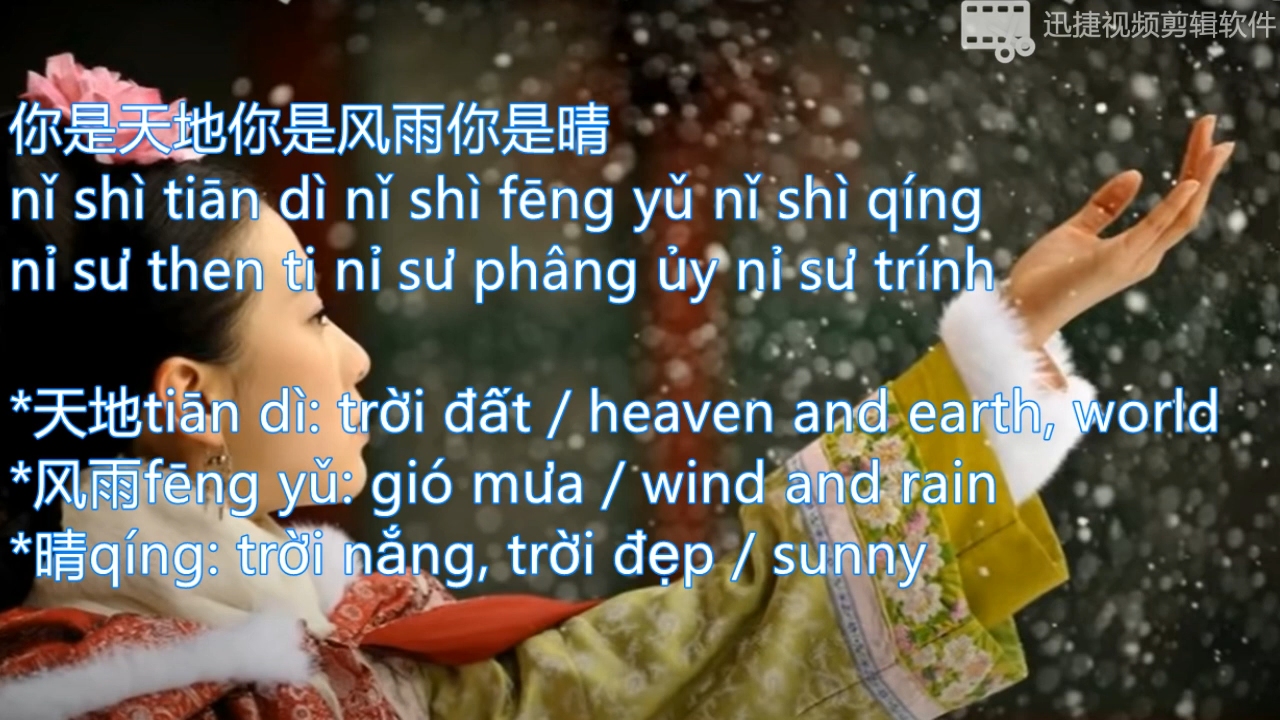 迅捷视频剪辑软件
你是天地你是风雨你是晴
nǐ shì tiān dì nǐ shì fēng yǔ nǐ shì qíng
nỉ sư then ti nỉ sư phâng ủy nỉ sư trính
*天地tiān dì: trời đất / heaven and earth, world
*风雨fēng yǔ: gió mưa / wind and rain
*晴qíng: trời nắng, trời đẹp / sunny